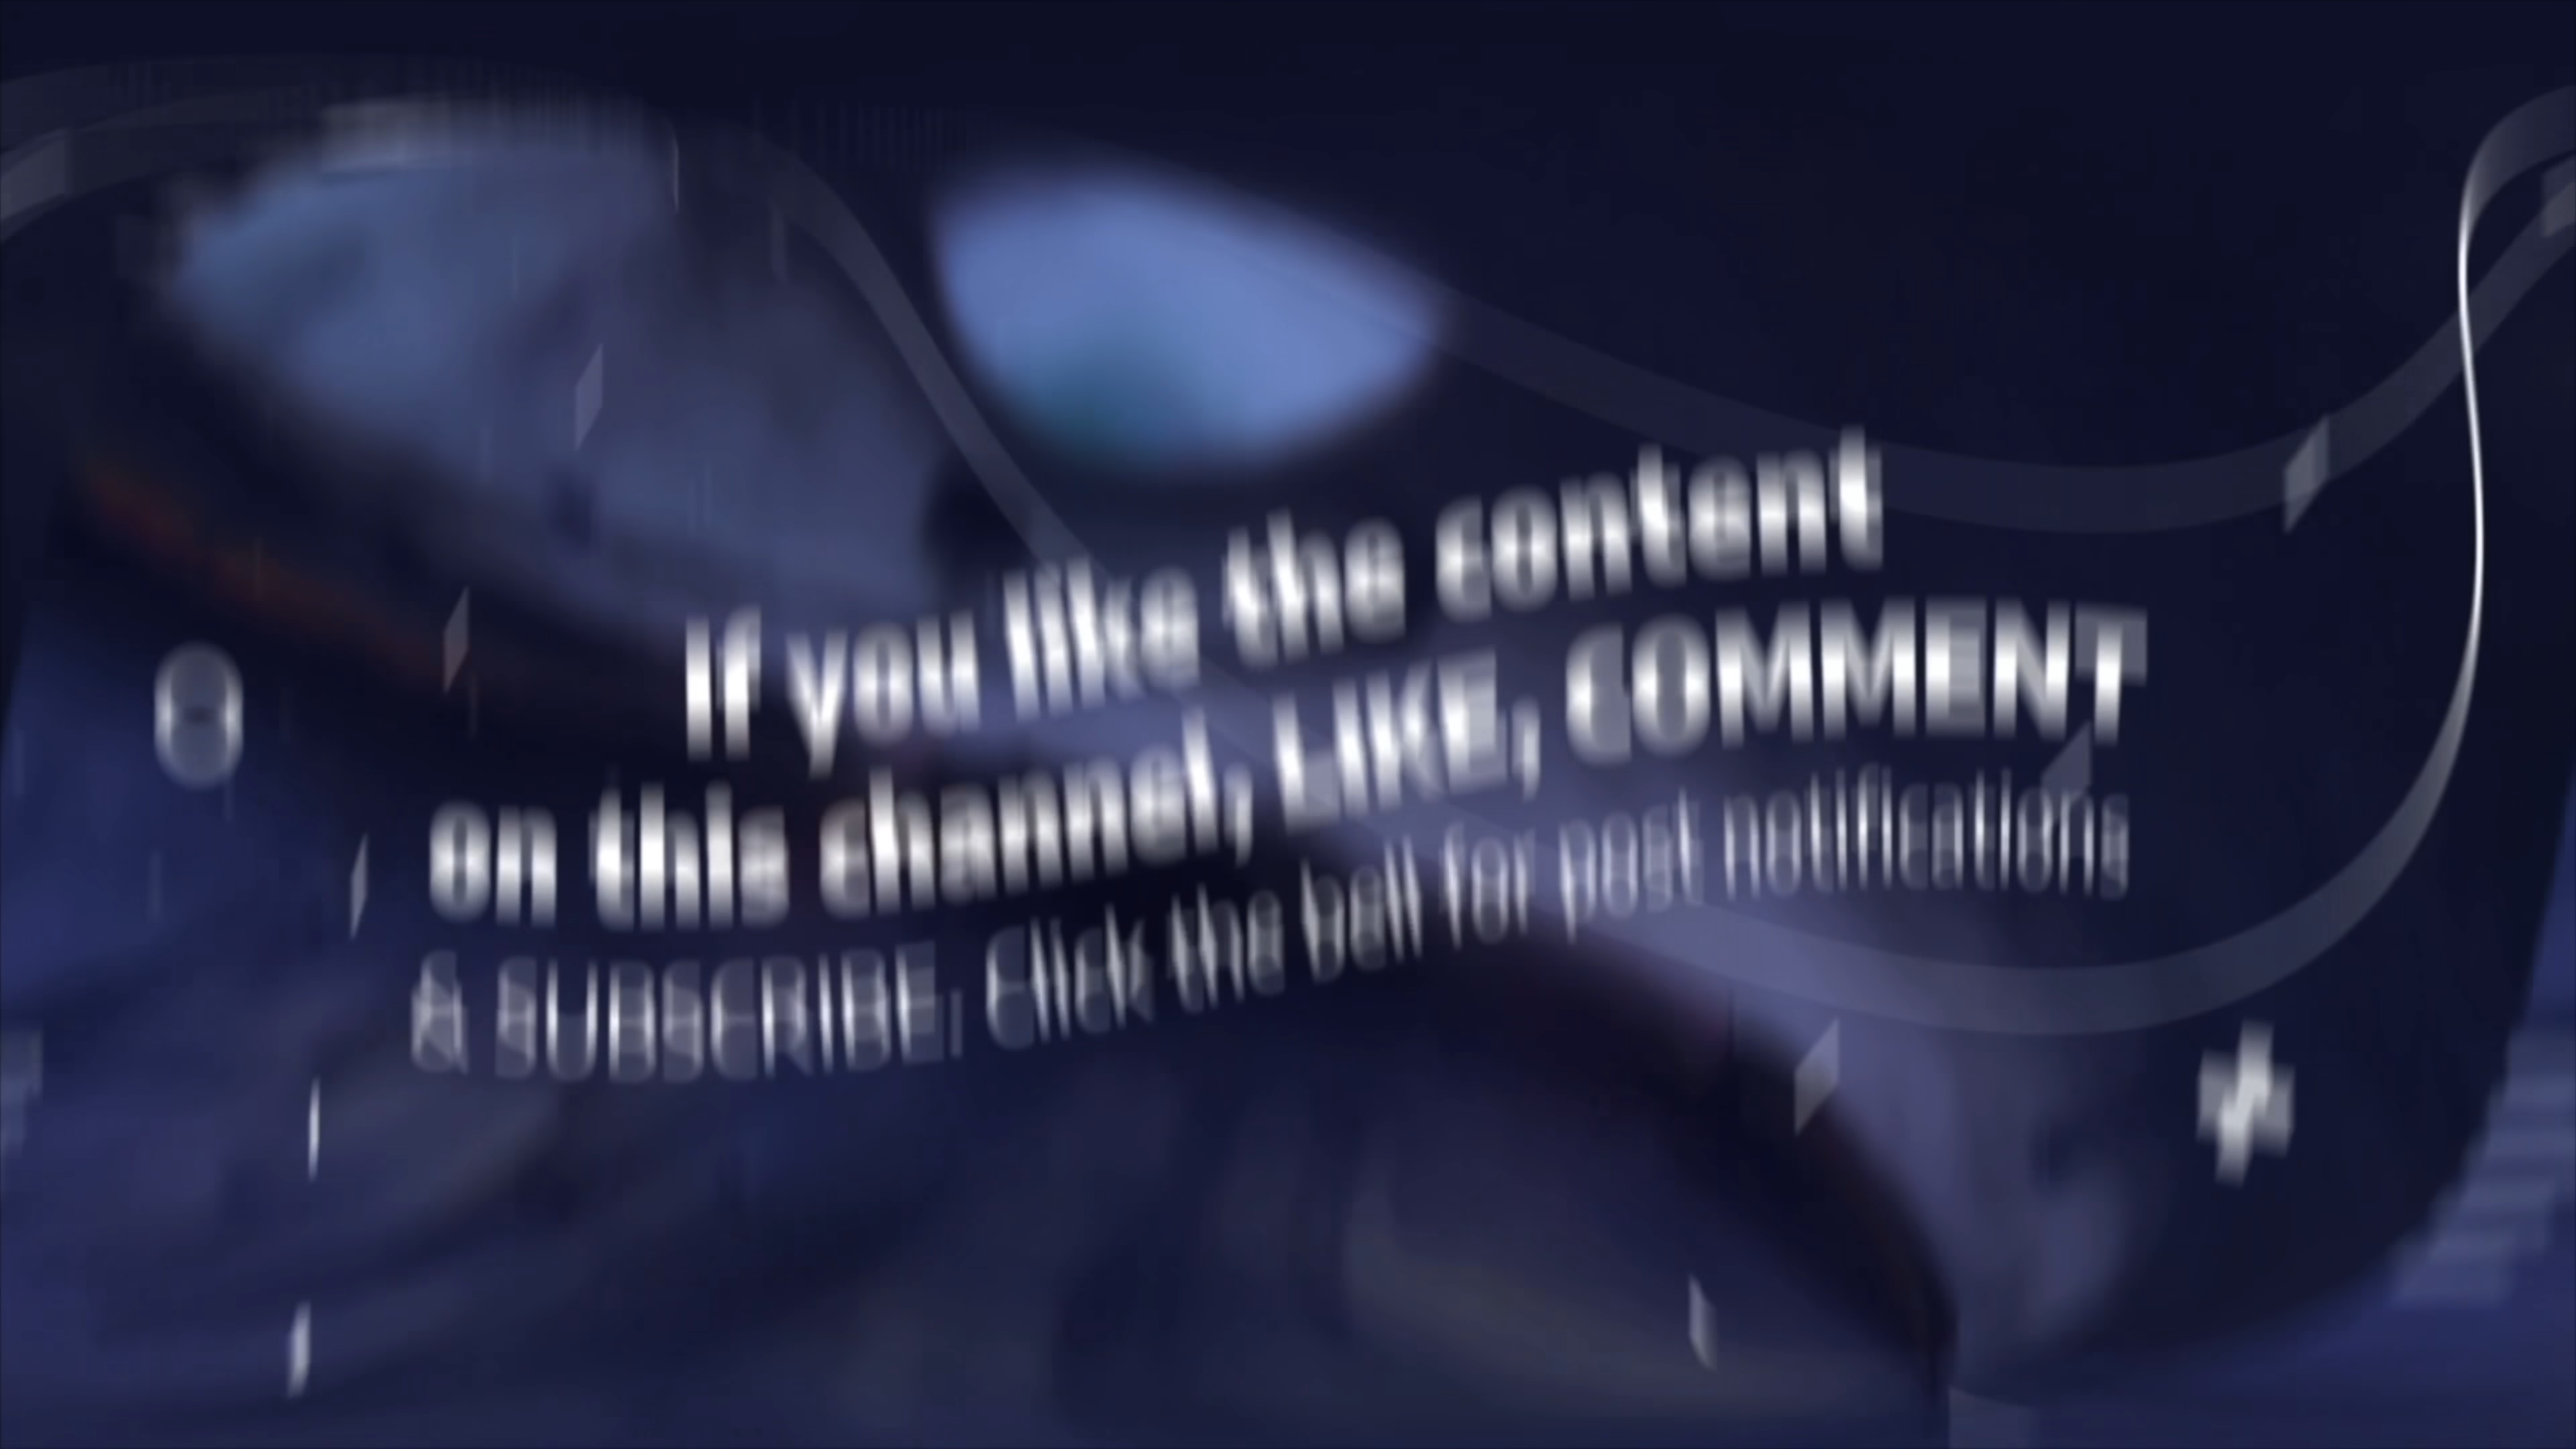 If you like the content
on this channel, LIKE, COMMENT
& SUBSCRIBE, Click the bell for post notifications